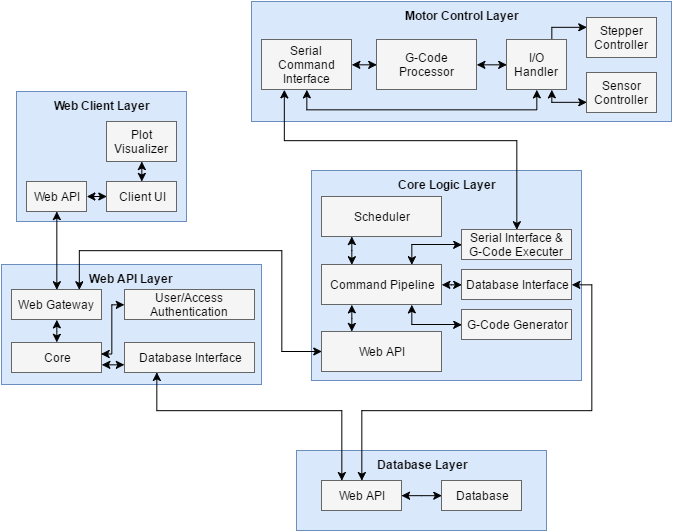 Motor Control Layer
Serial
Command
Interface
G-Code
Processor
I/O
Handler
Stepper
Controller
Sensor
Controller
Web Client Layer
Plot
Visualizer
Web API
Client UI
Core Logic Layer
Scheduler
Serial Interface &
G-Code Executer
Command Pipeline
Database Interface
G-Code Generator
Web API
Web API Layer
Web Gateway
User/Access
Authentication
Core
Database Interface
Database Layer
Web API
Database